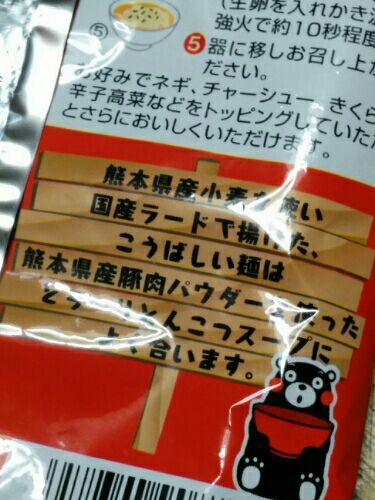 (生卵を入れかき
強火で約10秒程度
⑤
5 器に移しお召し上が
ださい。
お好みでネギ、チャーシュー、きくら
辛子高菜などをトッピングしていた
とさらにおいしくいただけます。
熊本県産小麦を使い
国産ラードで揚げた、
こうばしい麺は
熊本県産豚肉パウダーを使った
とんこつスープに
よく合います。